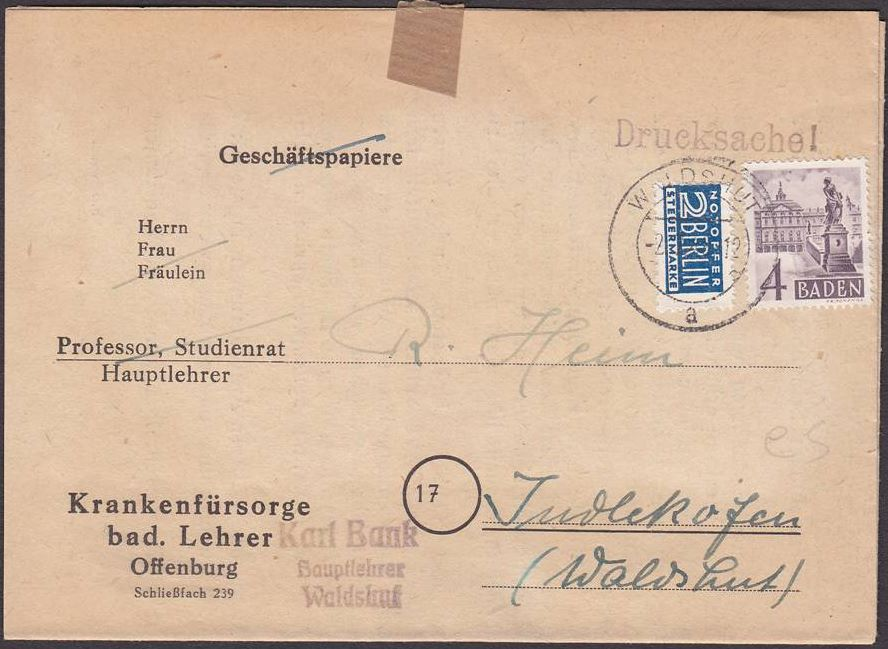 Drucksache!
Geschäftspapiere
Herrn
Frau
Fräulein
Professor, Studienrat
Hauptlehrer
R. Heim
WALDSHUT
a
NOTOPFER
2 BERLIN
STEUERMARKE
4 BADEN
es
17
Indlekofen
(Waldshut)
Krankenfürsorge
bad. Lehrer
Offenburg
Schließfach 239
Karl Bank
Hauptlehrer
Waldshut